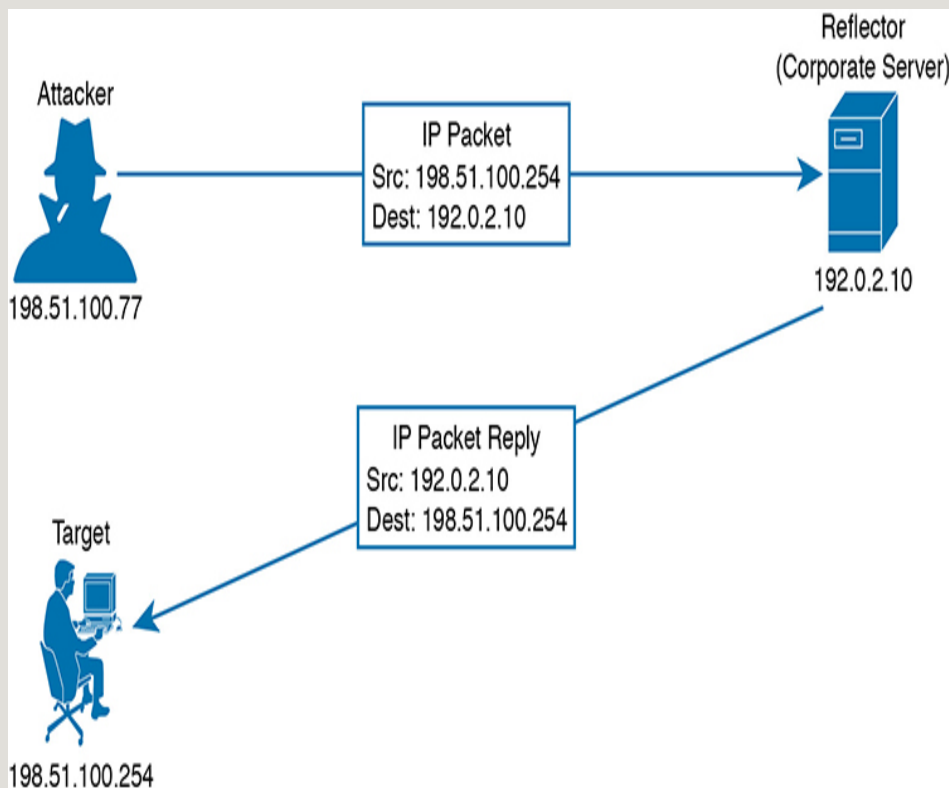 Reflector
(Corporate Server)
Attacker
IP Packet
Src: 198.51.100.254
Dest: 192.0.2.10
198.51.100.77
192.0.2.10
IP Packet Reply
Src: 192.0.2.10
Dest: 198.51.100.254
Target
198.51.100.254